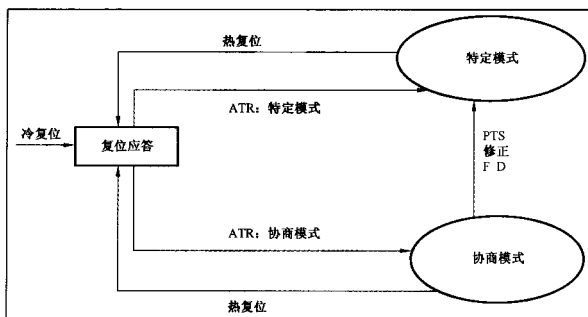 热复位
特定模式
ATR：特定模式
冷复位
复位应答
PTS
修正
F D
ATR：协商模式
协商模式
热复位